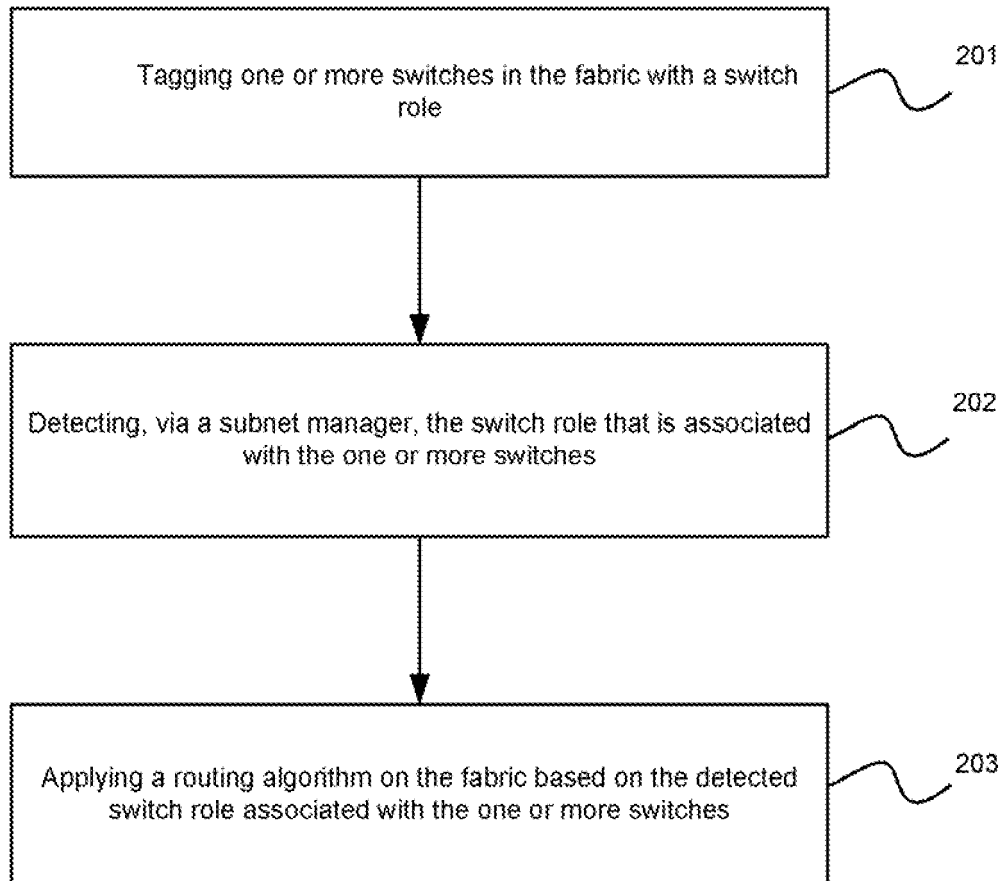 Tagging one or more switches in the fabric with a switch
role
201
Detecting, via a subnet manager, the switch role that is associated
with the one or more switches
202
Applying a routing algorithm on the fabric based on the detected
switch role associated with the one or more switches
203